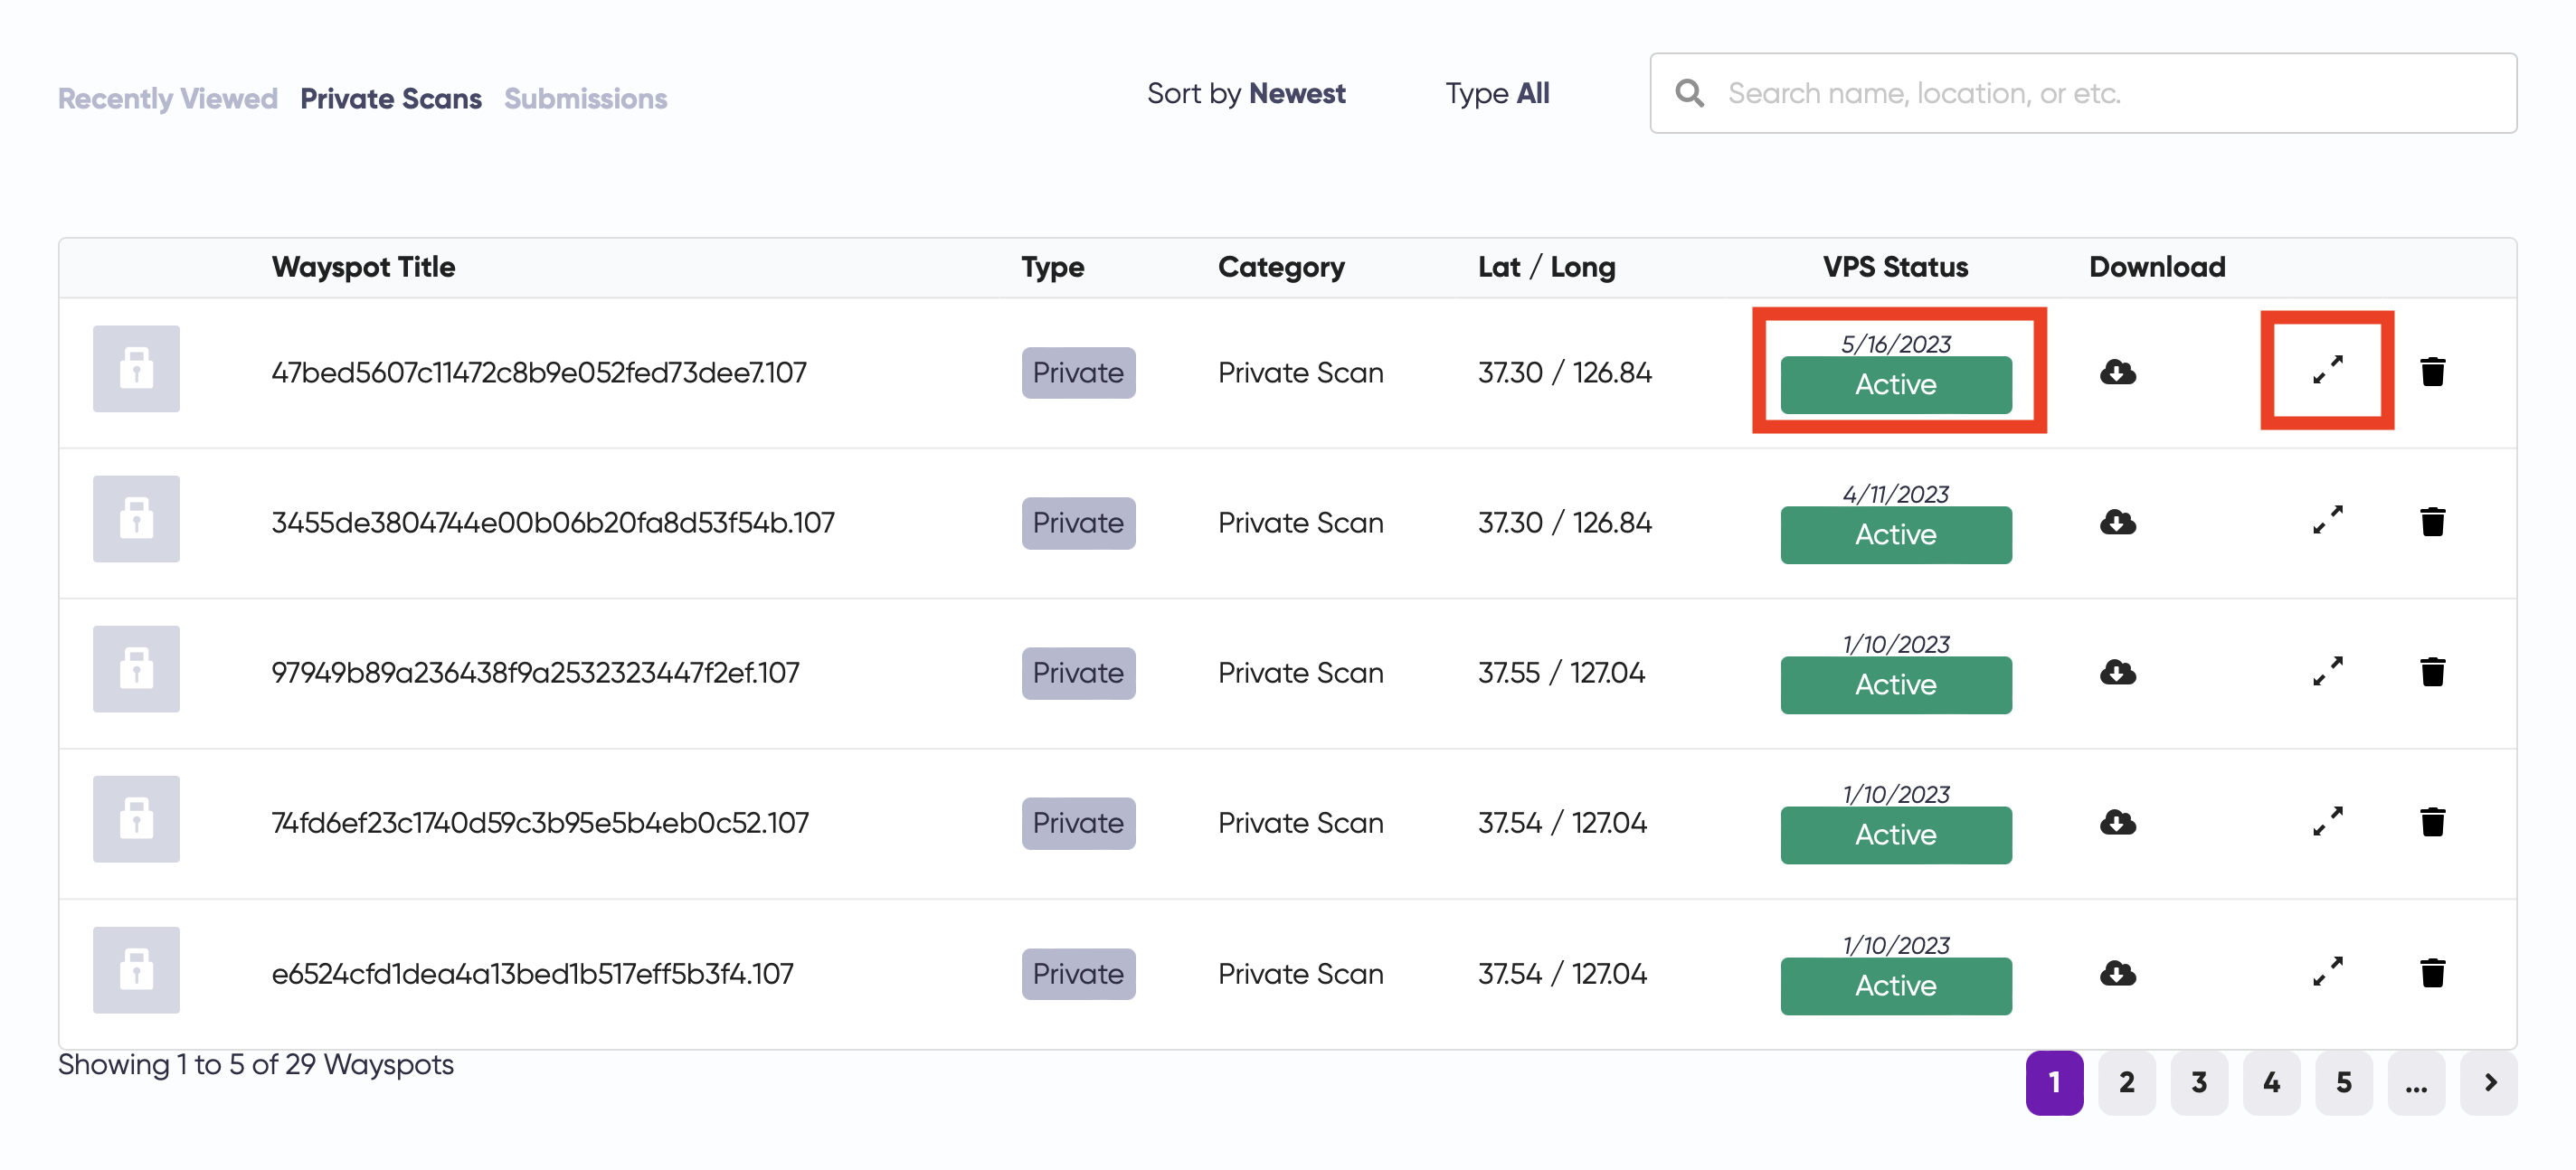 Recently Viewed Private Scans Submissions Sort by Newest Type All Search name, location, or etc.
Wayspot Title Type Category Lat / Long VPS Status Download
5/16/2023
47bed5607c11472c8b9e052fed73dee7.107 Private Private Scan 37.30 / 126.84 Active
4/11/2023
3455de3804744e00b06b20fa8d53f54b.107 Private Private Scan 37.30 / 126.84 Active
1/10/2023
97949b89a236438f9a2532323447f2ef.107 Private Private Scan 37.55 / 127.04 Active
1/10/2023
74fd6ef23c1740d59c3b95e5b4eb0c52.107 Private Private Scan 37.54 / 127.04 Active
1/10/2023
e6524cfd1dea4a13bed1b517eff5b3f4.107 Private Private Scan 37.54 / 127.04 Active
Showing 1 to 5 of 29 Wayspots
1 2 3 4 5 ... >